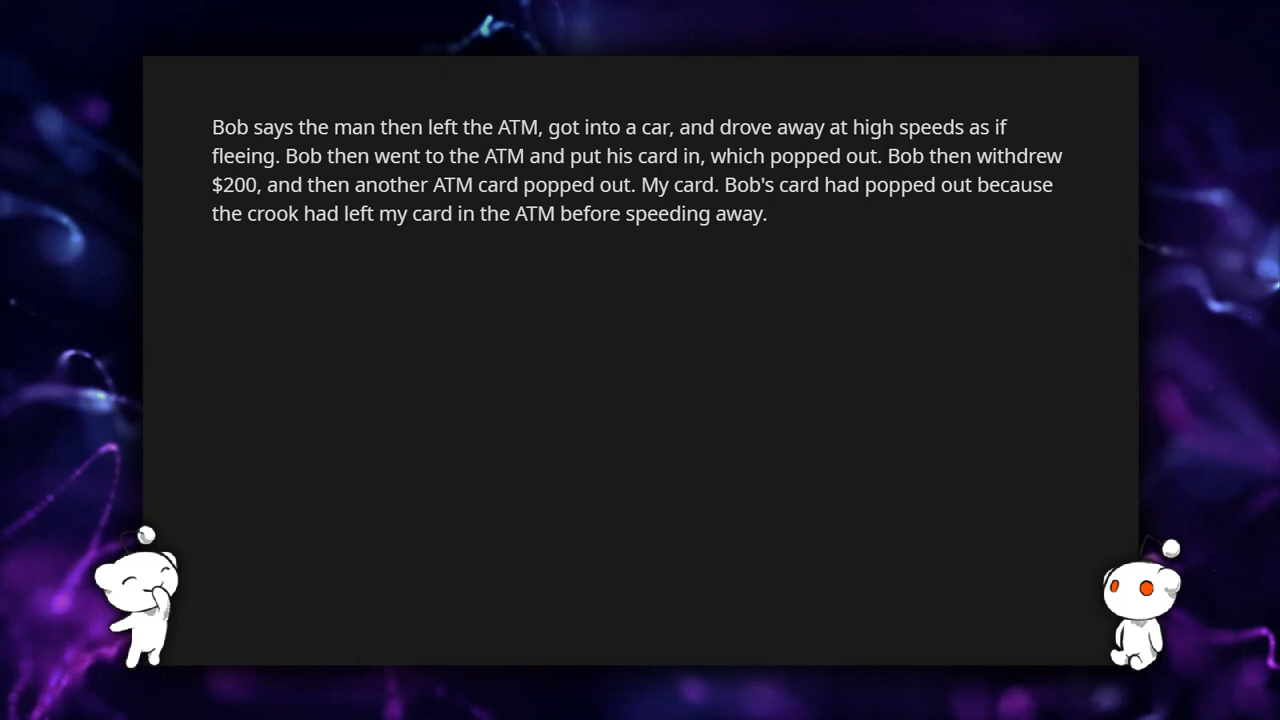 Bob says the man then left the ATM, got into a car, and drove away at high speeds as if
fleeing. Bob then went to the ATM and put his card in, which popped out. Bob then withdrew
$200, and then another ATM card popped out. My card. Bob's card had popped out because
the crook had left my card in the ATM before speeding away.